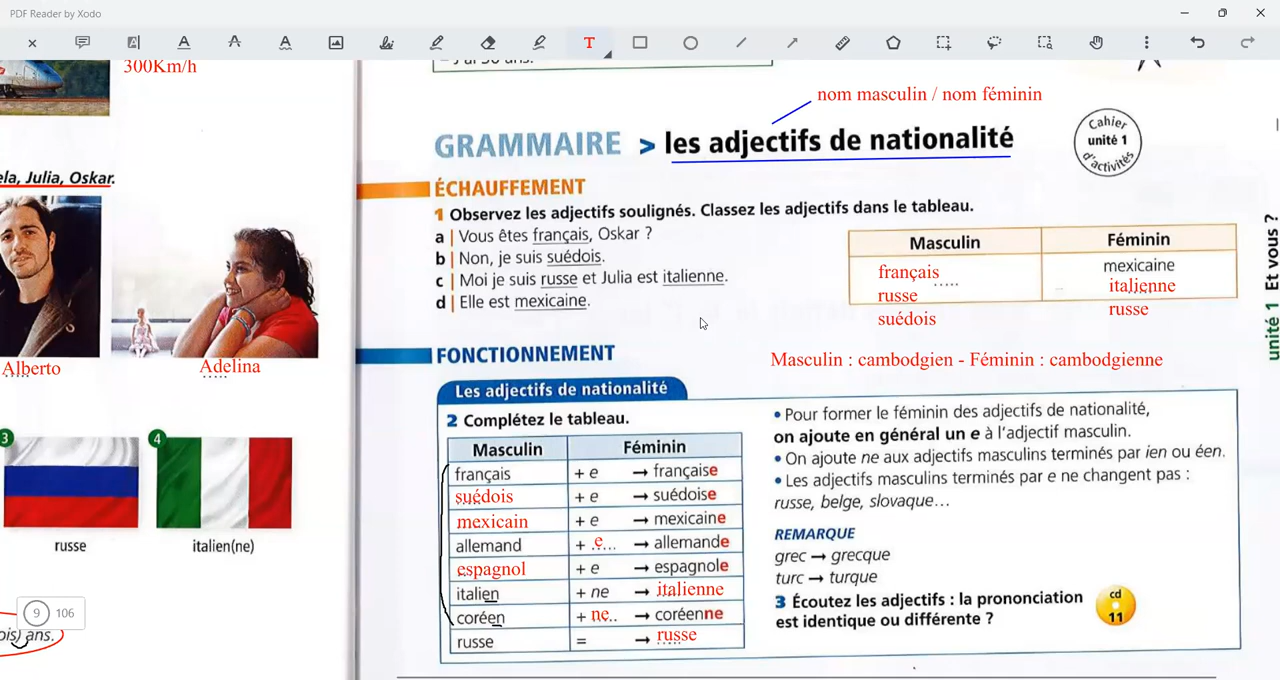 PDF Reader by Xodo
300Km/h
ela, Julia, Oskar.
Alberto
Adelina
3
4
russe
italien(ne)
9 106
ois) ans.
nom masculin / nom féminin
GRAMMAIRE > les adjectifs de nationalité
Cahier
unité 1
d'activités
ÉCHAUFFEMENT
1 Observez les adjectifs soulignés. Classez les adjectifs dans le tableau.
a | Vous êtes français, Oskar ?
b | Non, je suis suédois.
c | Moi je suis russe et Julia est italienne.
d | Elle est mexicaine.
Masculin Féminin
français mexicaine
..... italienne
russe russe
suédois
unité 1 Et vous ?
FONCTIONNEMENT
Masculin : cambodgien - Féminin : cambodgienne
Les adjectifs de nationalité
2 Complétez le tableau.
Masculin Féminin
français + e → française
suédois + e → suédoise
mexicain + e → mexicaine
allemand + e..... → allemande
espagnol + e → espagnole
italien + ne → italienne
coréen + ne.. → coréenne
russe = → russe
• Pour former le féminin des adjectifs de nationalité,
on ajoute en général un e à l'adjectif masculin.
• On ajoute ne aux adjectifs masculins terminés par ien ou éen.
• Les adjectifs masculins terminés par e ne changent pas :
russe, belge, slovaque...
REMARQUE
grec → grecque
turc → turque
3 Écoutez les adjectifs : la prononciation
est identique ou différente ?
cd
11